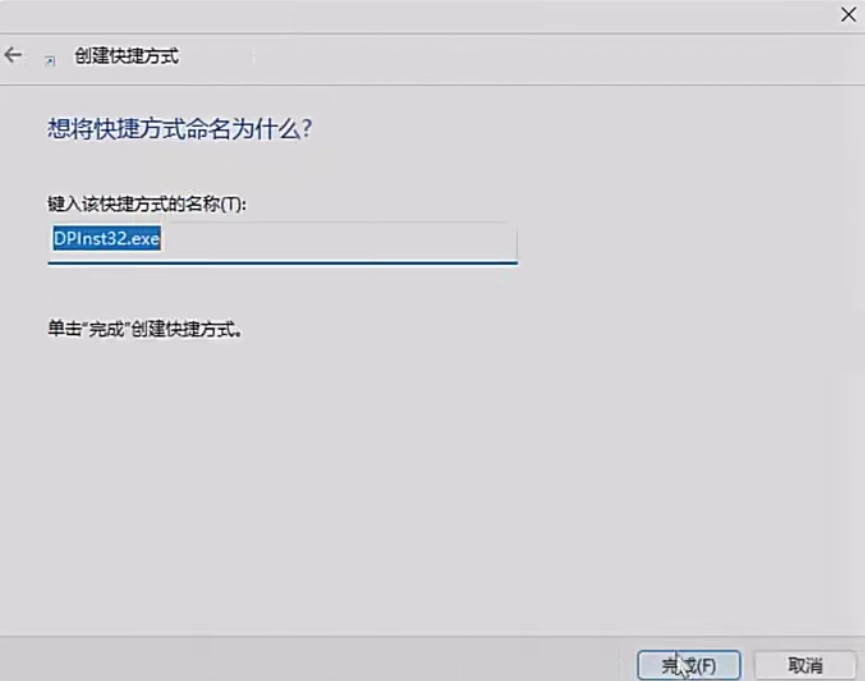 创建快捷方式
想将快捷方式命名为什么?
键入该快捷方式的名称(T):
DPInst32.exe
单击“完成”创建快捷方式。
完成(F)
取消